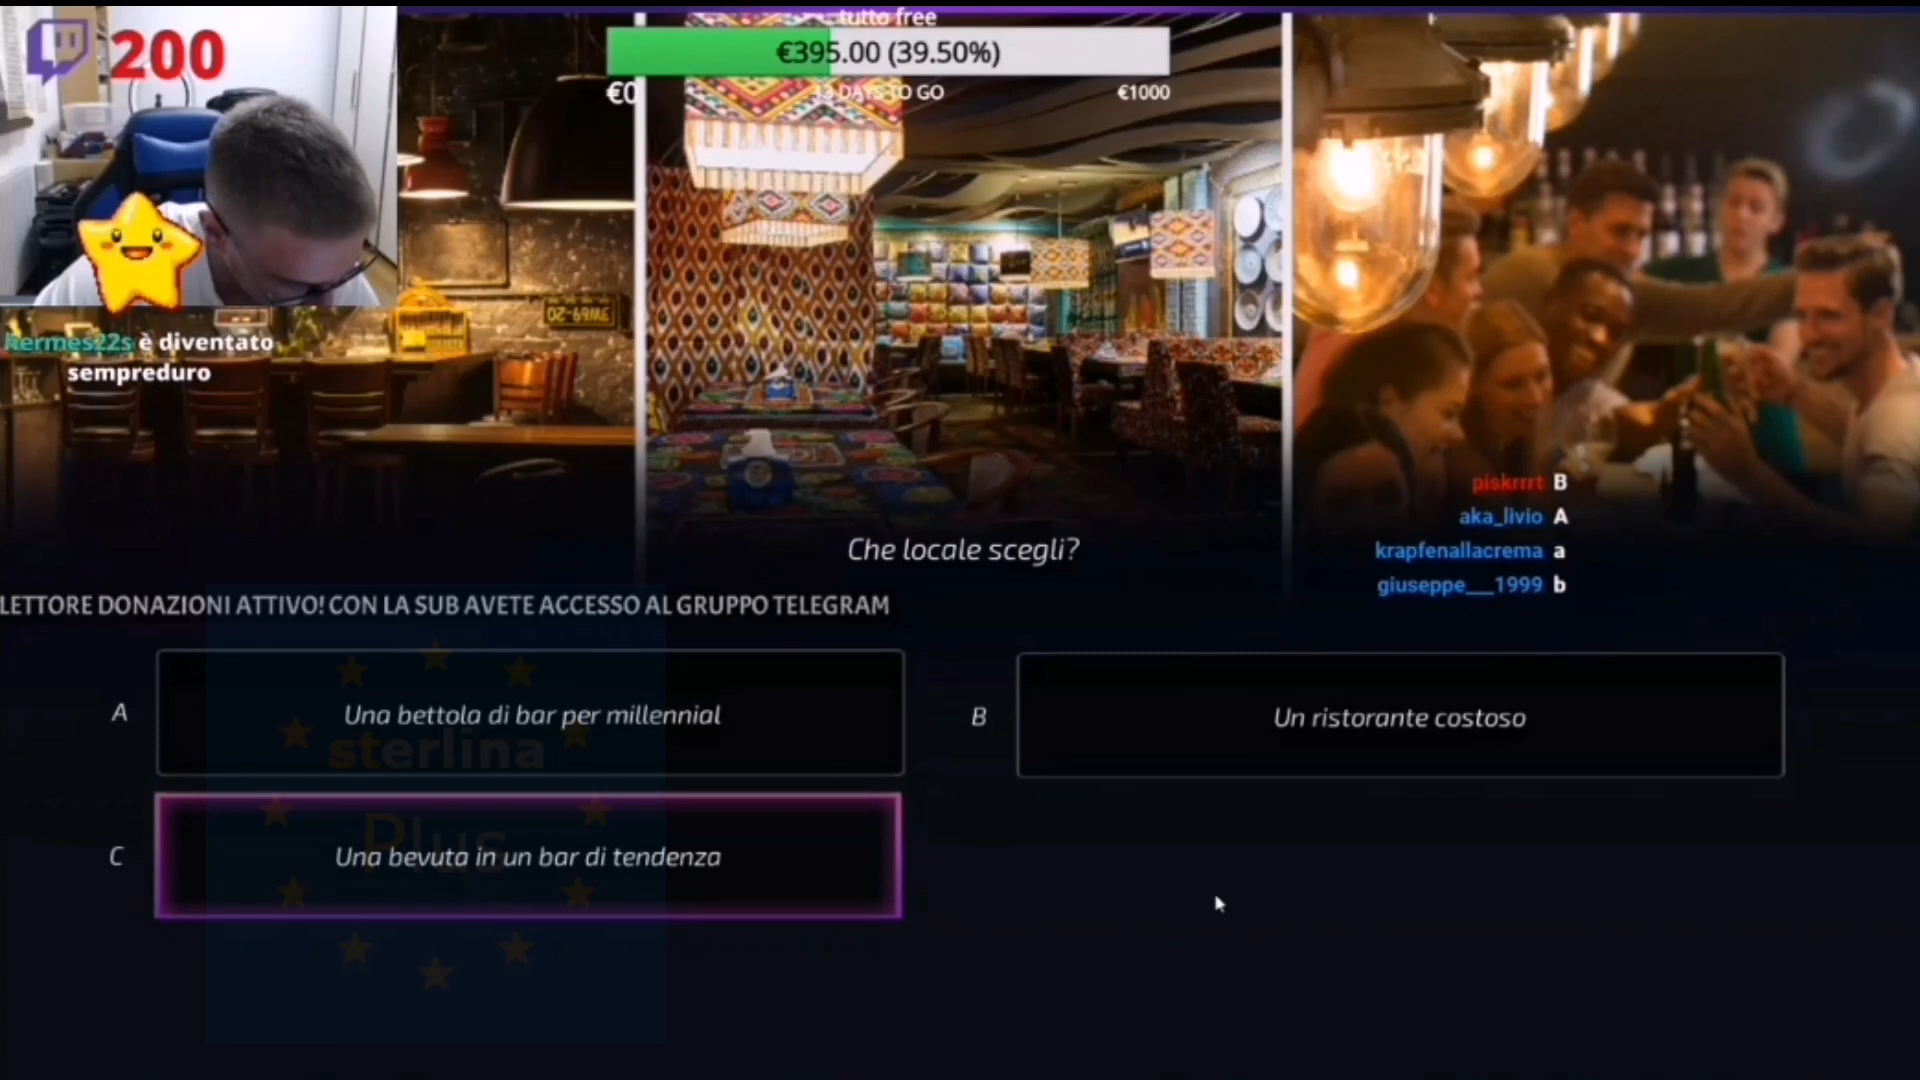 200
tutto free
€395.00 (39.50%)
€0
DAYS TO GO
€1000
hermes22s è diventato
sempreduro
piskrrrt B
aka_livio A
krapfenallacrema a
giuseppe__1999 b
Che locale scegli?
LETTORE DONAZIONI ATTIVO! CON LA SUB AVETE ACCESSO AL GRUPPO TELEGRAM
A
Una bettola di bar per millennial
B
Un ristorante costoso
sterlina
Plus
C
Una bevuta in un bar di tendenza